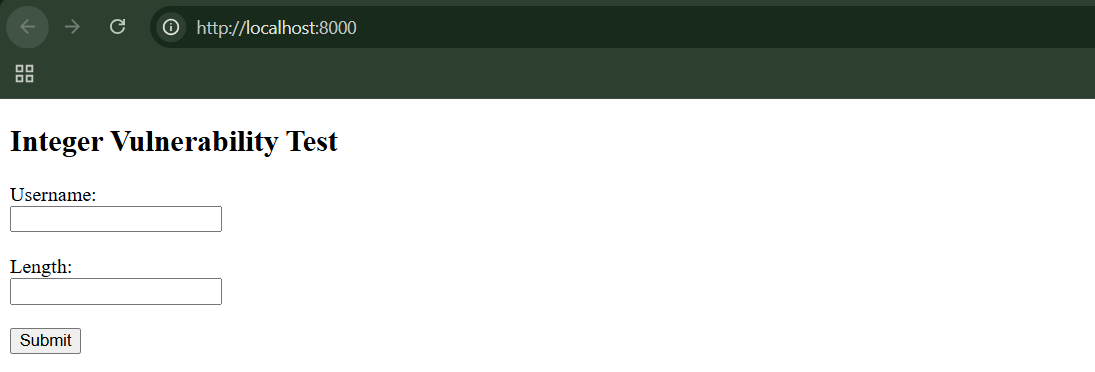 http://localhost:8000
Integer Vulnerability Test
Username:
Length:
Submit